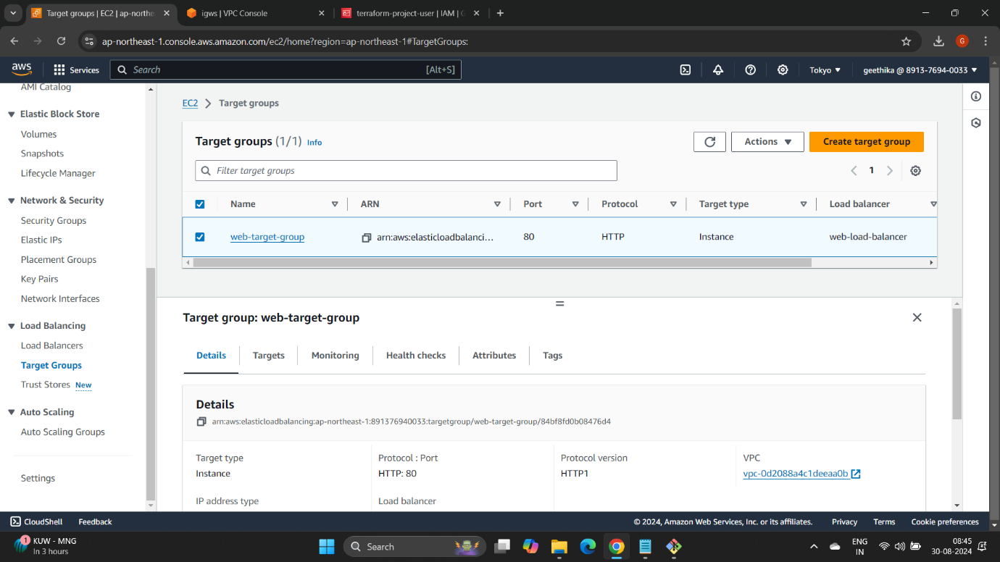 Target groups | EC2 | ap-northe
igws | VPC Console
terraform-project-user | IAM | G
ap-northeast-1.console.aws.amazon.com/ec2/home?region=ap-northeast-1#TargetGroups:
G
aws
Services
Search
[Alt+S]
Tokyo
geethika @ 8913-7694-0033
AMI Catalog
Elastic Block Store
Volumes
Snapshots
Lifecycle Manager
Network & Security
Security Groups
Elastic IPs
Placement Groups
Key Pairs
Network Interfaces
Load Balancing
Load Balancers
Target Groups
Trust Stores New
Auto Scaling
Auto Scaling Groups
Settings
EC2 > Target groups
Target groups (1/1) Info
Actions
Create target group
Filter target groups
1
Name
ARN
Port
Protocol
Target type
Load balancer
web-target-group
arn:aws:elasticloadbalanci...
80
HTTP
Instance
web-load-balancer
Target group: web-target-group
Details
Targets
Monitoring
Health checks
Attributes
Tags
Details
arn:aws:elasticloadbalancing:ap-northeast-1:891376940033:targetgroup/web-target-group/84bf8fd0b08476d4
Target type
Instance
Protocol : Port
HTTP: 80
Protocol version
HTTP1
VPC
vpc-0d2088a4c1deeaa0b
IP address type
Load balancer
CloudShell
Feedback
© 2024, Amazon Web Services, Inc. or its affiliates.
Privacy
Terms
Cookie preferences
1
KUW - MNG
In 3 hours
Search
ENG
IN
08:45
30-08-2024